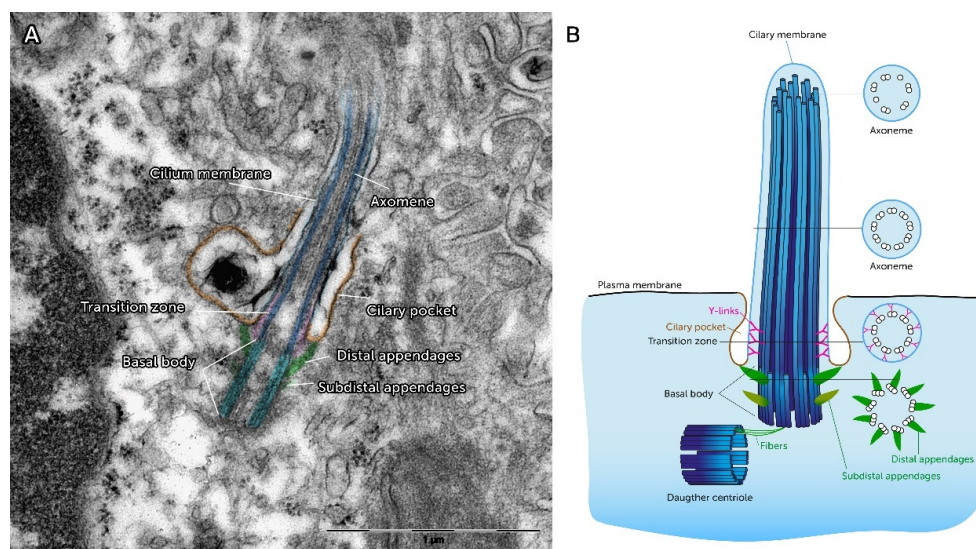 A
Cilium membrane
Axomene
Transition zone
Cilary pocket
Basal body
Distal appendages
Subdistal appendages
1 µm
B
Cilary membrane
Axoneme
Axoneme
Plasma membrane
Y-links
Cilary pocket
Transition zone
Basal body
Fibers
Distal appendages
Subdistal appendages
Daugther centriole